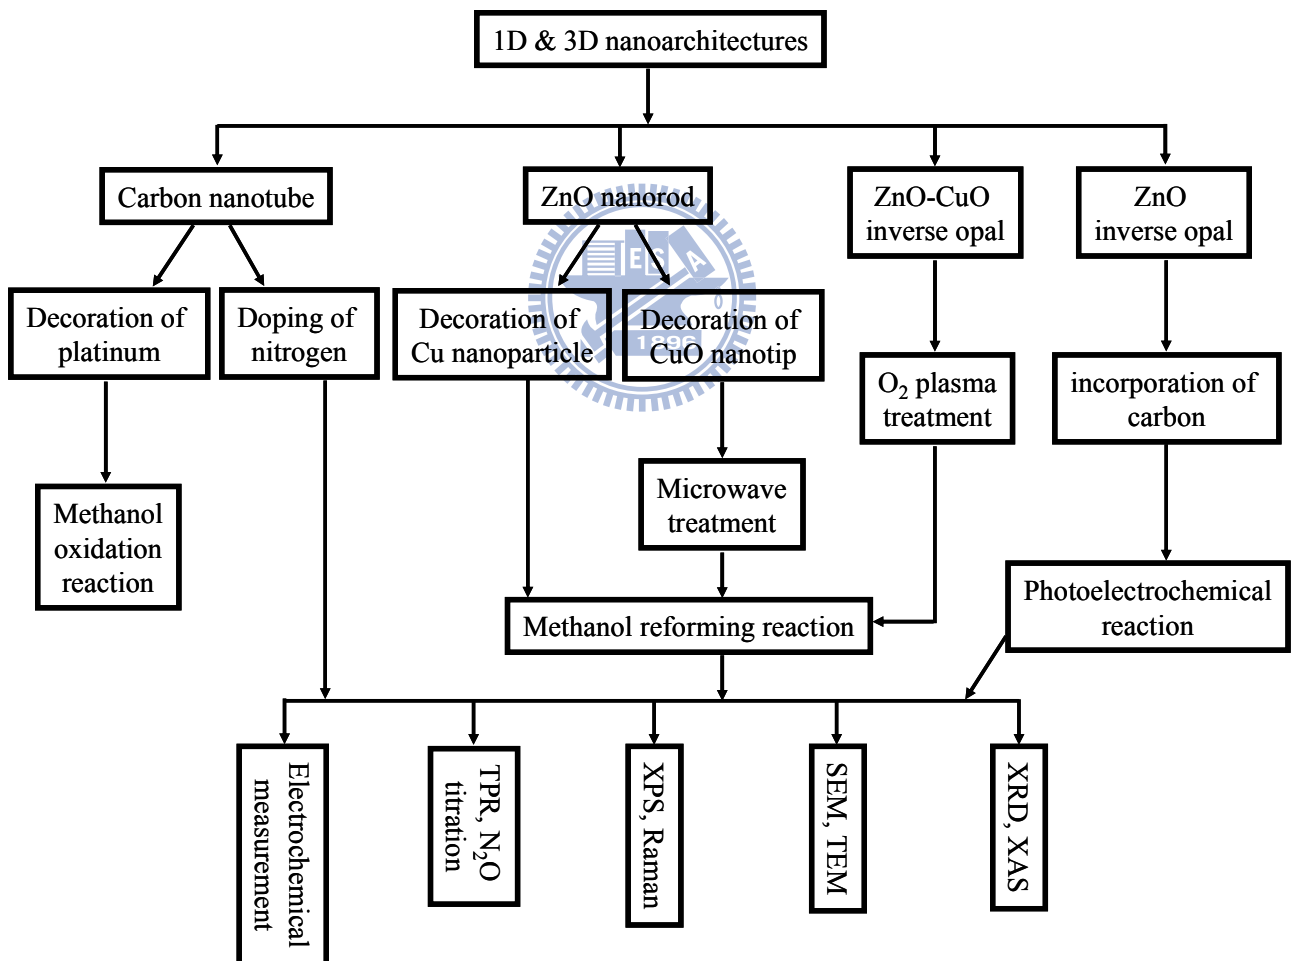 1D & 3D nanoarchitectures
Carbon nanotube
ZnO nanorod
ZnO-CuO
inverse opal
ZnO
inverse opal
Decoration of
platinum
Doping of
nitrogen
Decoration of
Cu nanoparticle
Decoration of
CuO nanotip
O₂ plasma
treatment
incorporation of
carbon
Methanol
oxidation
reaction
Microwave
treatment
Methanol reforming reaction
Photoelectrochemical
reaction
Electrochemical
measurement
TPR, N₂O
titration
XPS, Raman
SEM, TEM
XRD, XAS
E S A
1896